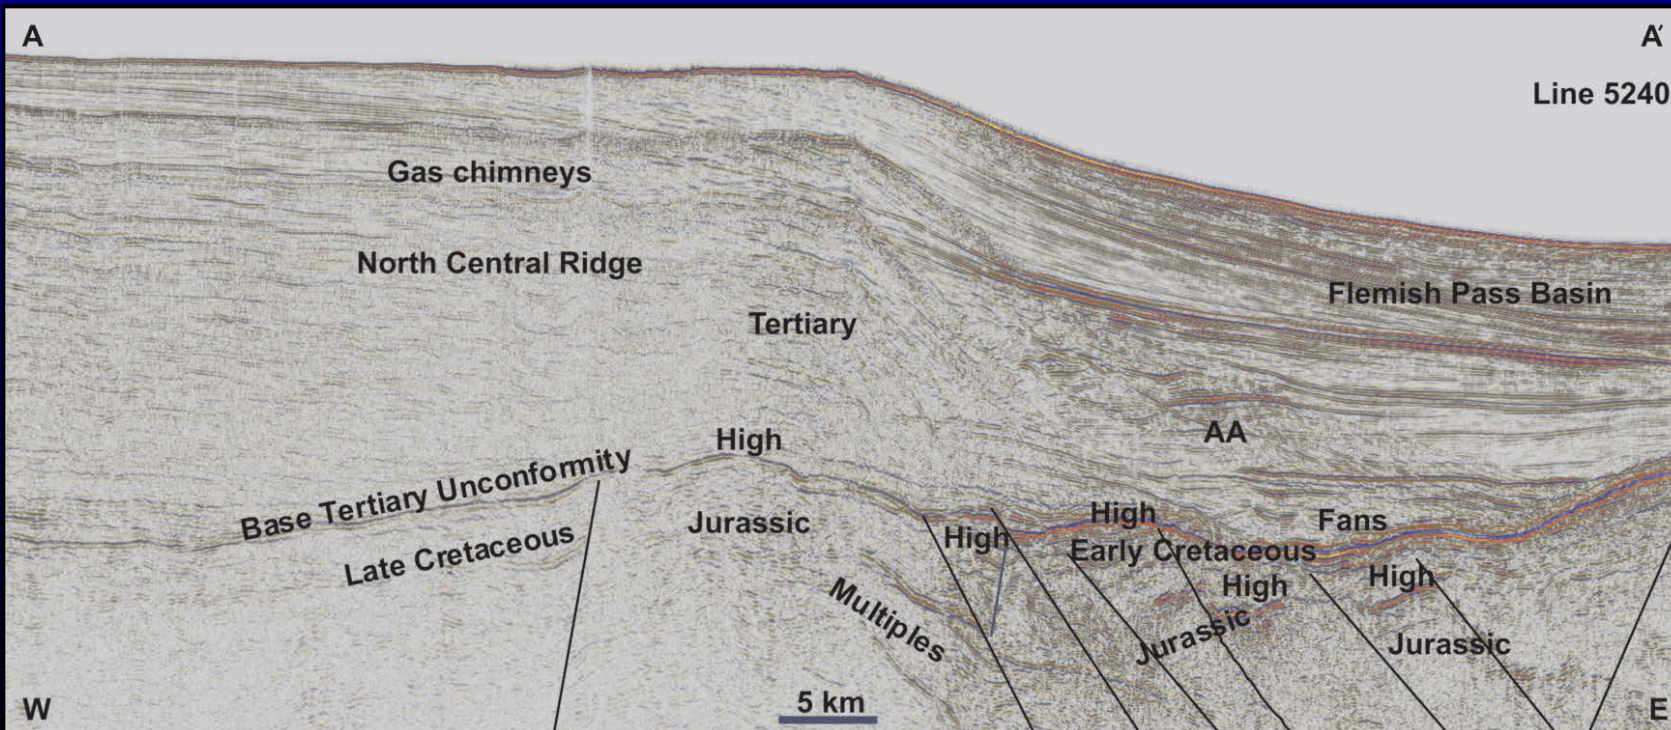 A
A′
Line 5240
Gas chimneys
North Central Ridge
Flemish Pass Basin
Tertiary
AA
High
Base Tertiary Unconformity
Late Cretaceous
Jurassic
High
High
Fans
Early Cretaceous
High
High
Multiples
Jurassic
Jurassic
5 km
W
E